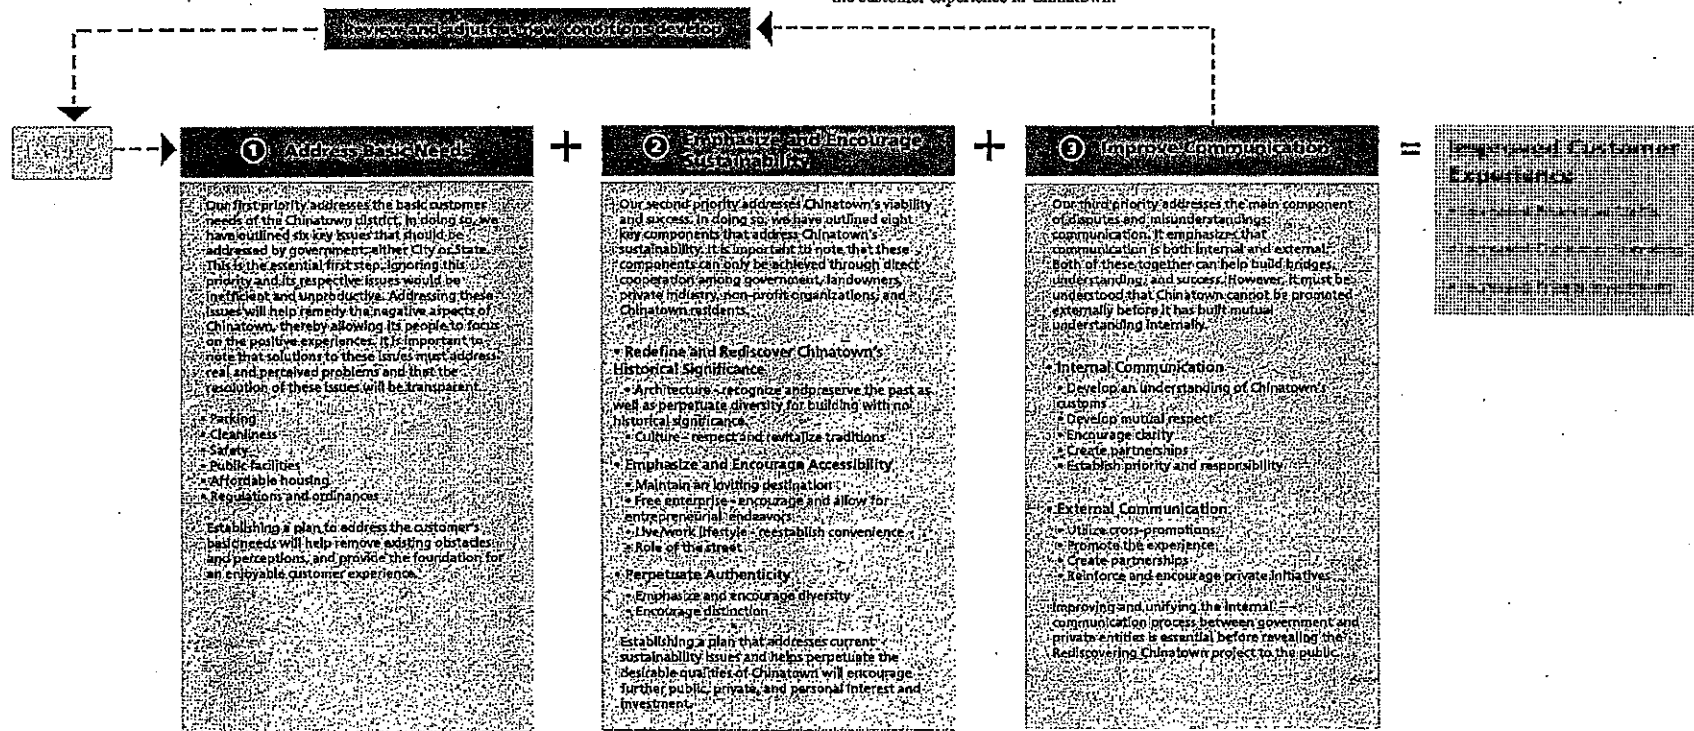 the customer experience in Chinatown.
Review and adjust as new conditions develop
1 Address Basic Needs
Our first priority addresses the basic customer
needs of the Chinatown district. In doing so, we
have outlined six key issues that should be
addressed by government, either City or State.
This is the essential first step. Ignoring this
priority and its respective issues would be
inefficient and unproductive. Addressing these
issues will help remedy the negative aspects of
Chinatown, thereby allowing its people to focus
on the positive experiences. It is important to
note that solutions to these issues must address
real and perceived problems and that the
resolution of these issues will be transparent.
• Parking
• Cleanliness
• Safety
• Public facilities
• Affordable housing
• Regulations and ordinances
Establishing a plan to address the customer's
basic needs will help remove existing obstacles
and perceptions, and provide the foundation for
an enjoyable customer experience.
+
2 Emphasize and Encourage
Sustainability
Our second priority addresses Chinatown's viability
and success. In doing so, we have outlined eight
key components that address Chinatown's
sustainability. It is important to note that these
components can only be achieved through direct
cooperation among government, landowners,
private industry, non-profit organizations, and
Chinatown residents.
• Redefine and Rediscover Chinatown's
Historical Significance
• Architecture - recognize and preserve the past as
well as perpetuate diversity for building with no
historical significance
• Culture - respect and revitalize traditions
• Emphasize and Encourage Accessibility
• Maintain an inviting destination
• Free enterprise - encourage and allow for
entrepreneurial endeavors
• Live/work lifestyle - reestablish convenience
• Role of the street
• Perpetuate Authenticity
• Emphasize and encourage diversity
• Encourage distinction
Establishing a plan that addresses current
sustainability issues and helps perpetuate the
desirable qualities of Chinatown will encourage
further public, private, and personal interest and
investment.
+
3 Improve Communication
Our third priority addresses the main component
of disputes and misunderstandings:
communication. It emphasizes that
communication is both internal and external.
Both of these together can help build bridges,
understanding, and success. However, it must be
understood that Chinatown cannot be promoted
externally before it has built mutual
understanding internally.
• Internal Communication
• Develop an understanding of Chinatown's
customs
• Develop mutual respect
• Encourage clarity
• Create partnerships
• Establish priority and responsibility
• External Communication
• Utilize cross-promotions
• Promote the experience
• Create partnerships
• Reinforce and encourage private initiatives
Improving and unifying the internal
communication process between government and
private entities is essential before revealing the
Rediscovering Chinatown project to the public.
=
Improved Customer
Experience